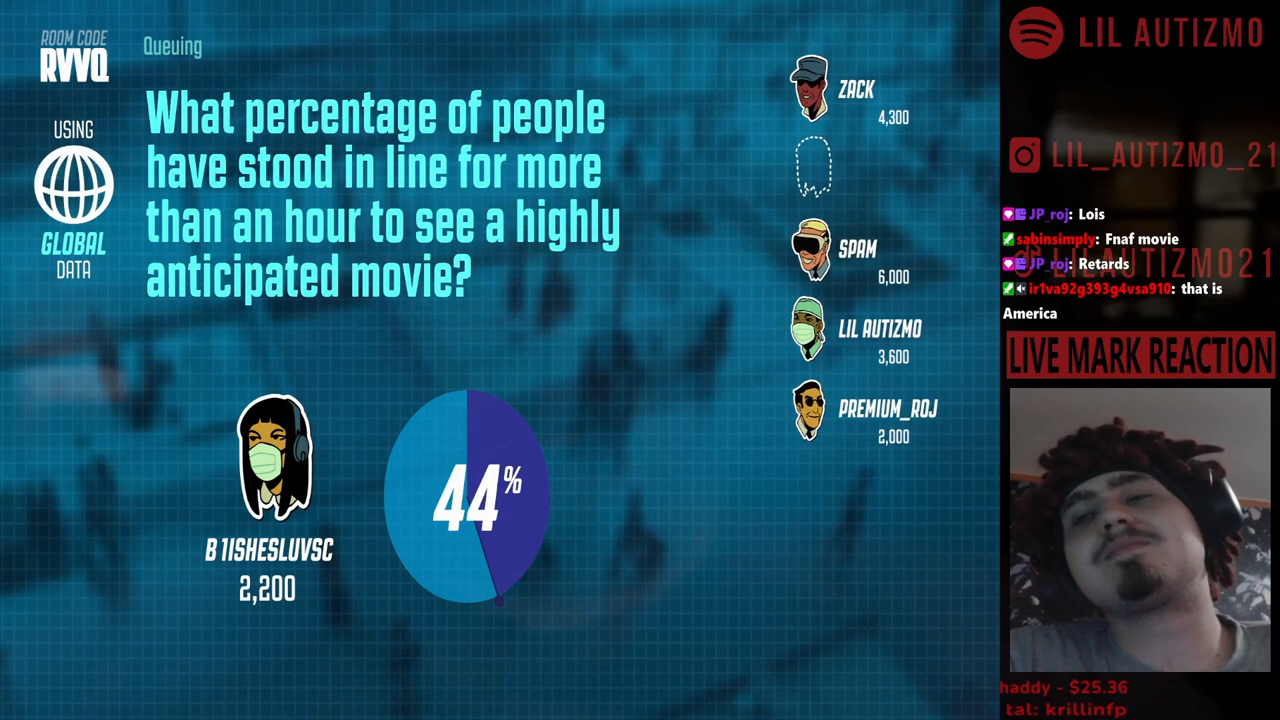 ROOM CODE
RVVQ
Queuing
USING
GLOBAL
DATA
What percentage of people
have stood in line for more
than an hour to see a highly
anticipated movie?
B 1ISHESLUVSC
2,200
44%
ZACK
4,300
SPAM
6,000
LIL AUTIZMO
3,600
PREMIUM_ROJ
2,000
LIL AUTIZMO
LIL_AUTIZMO_21
JP_roj: Lois
sabinsimply: Fnaf movie
LILAUTIZMO21
JP_roj: Retards
ir1va92g393g4vsa910: that is
America
LIVE MARK REACTION
haddy - $25.36
tal: krillinfp